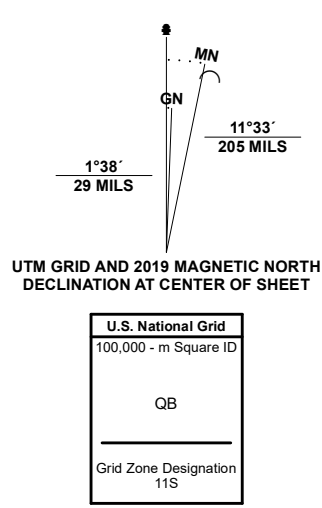 MN
GN
11°33´
205 MILS
1°38´
29 MILS
UTM GRID AND 2019 MAGNETIC NORTH
DECLINATION AT CENTER OF SHEET
U.S. National Grid
100,000 - m Square ID
QB
Grid Zone Designation
11S